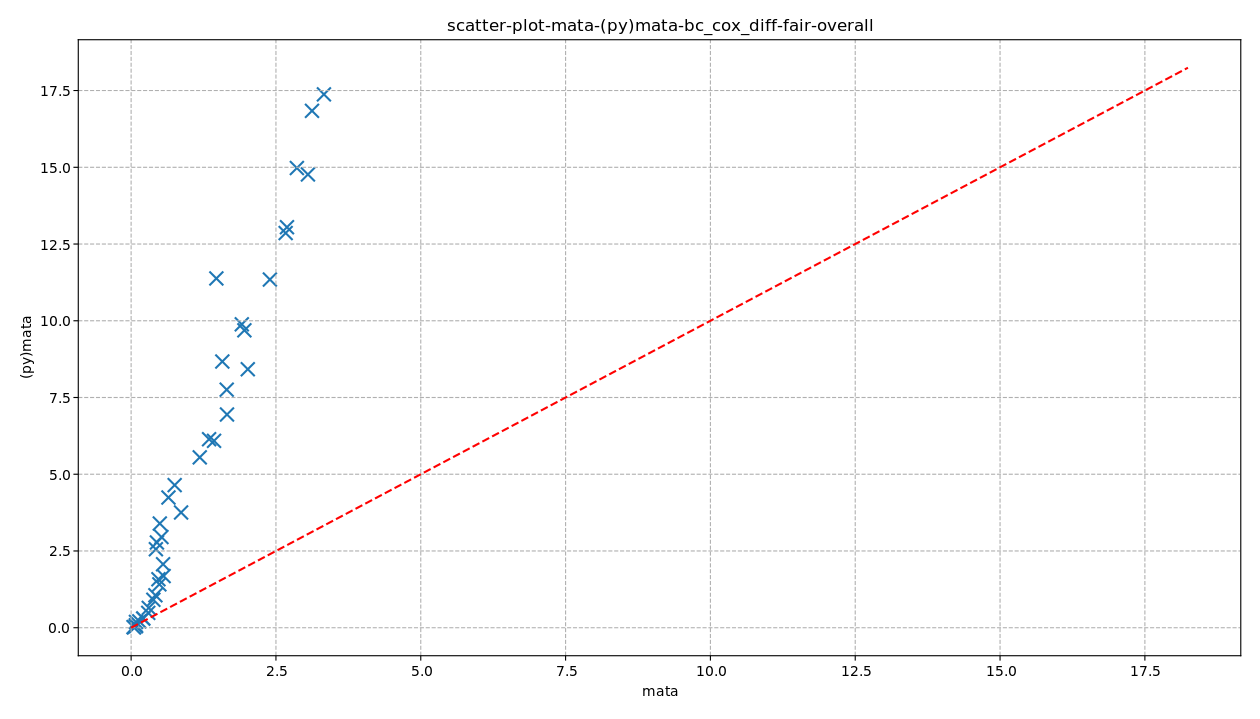 scatter-plot-mata-(py)mata-bc_cox_diff-fair-overall
17.5
15.0
12.5
10.0
7.5
5.0
2.5
0.0
(py)mata
0.0 2.5 5.0 7.5 10.0 12.5 15.0 17.5
mata